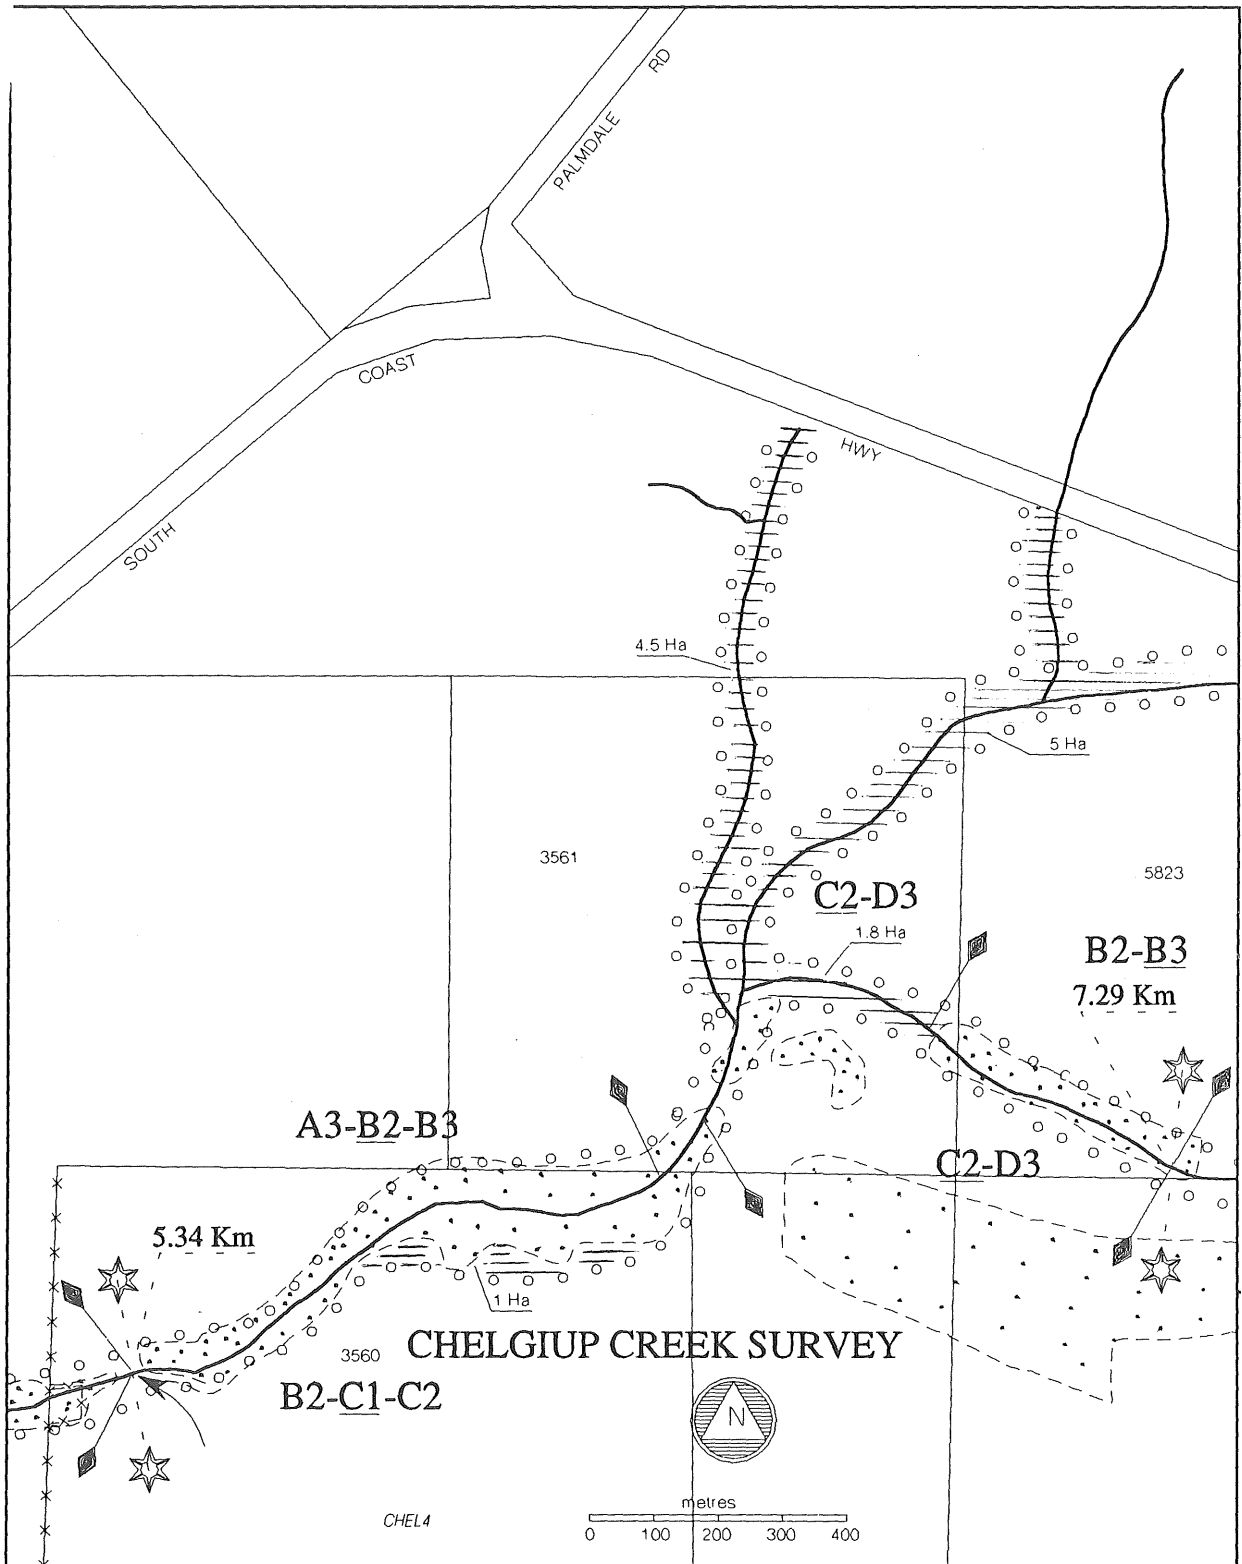 PALMDALE RD
SOUTH COAST HWY
4.5 Ha
5 Ha
3561
5823
C2-D3
1.8 Ha
B2-B3
7.29 Km
A3-B2-B3
C2-D3
5.34 Km
1 Ha
CHELGIUP CREEK SURVEY
3560
B2-C1-C2
N
metres
0 100 200 300 400
CHEL4